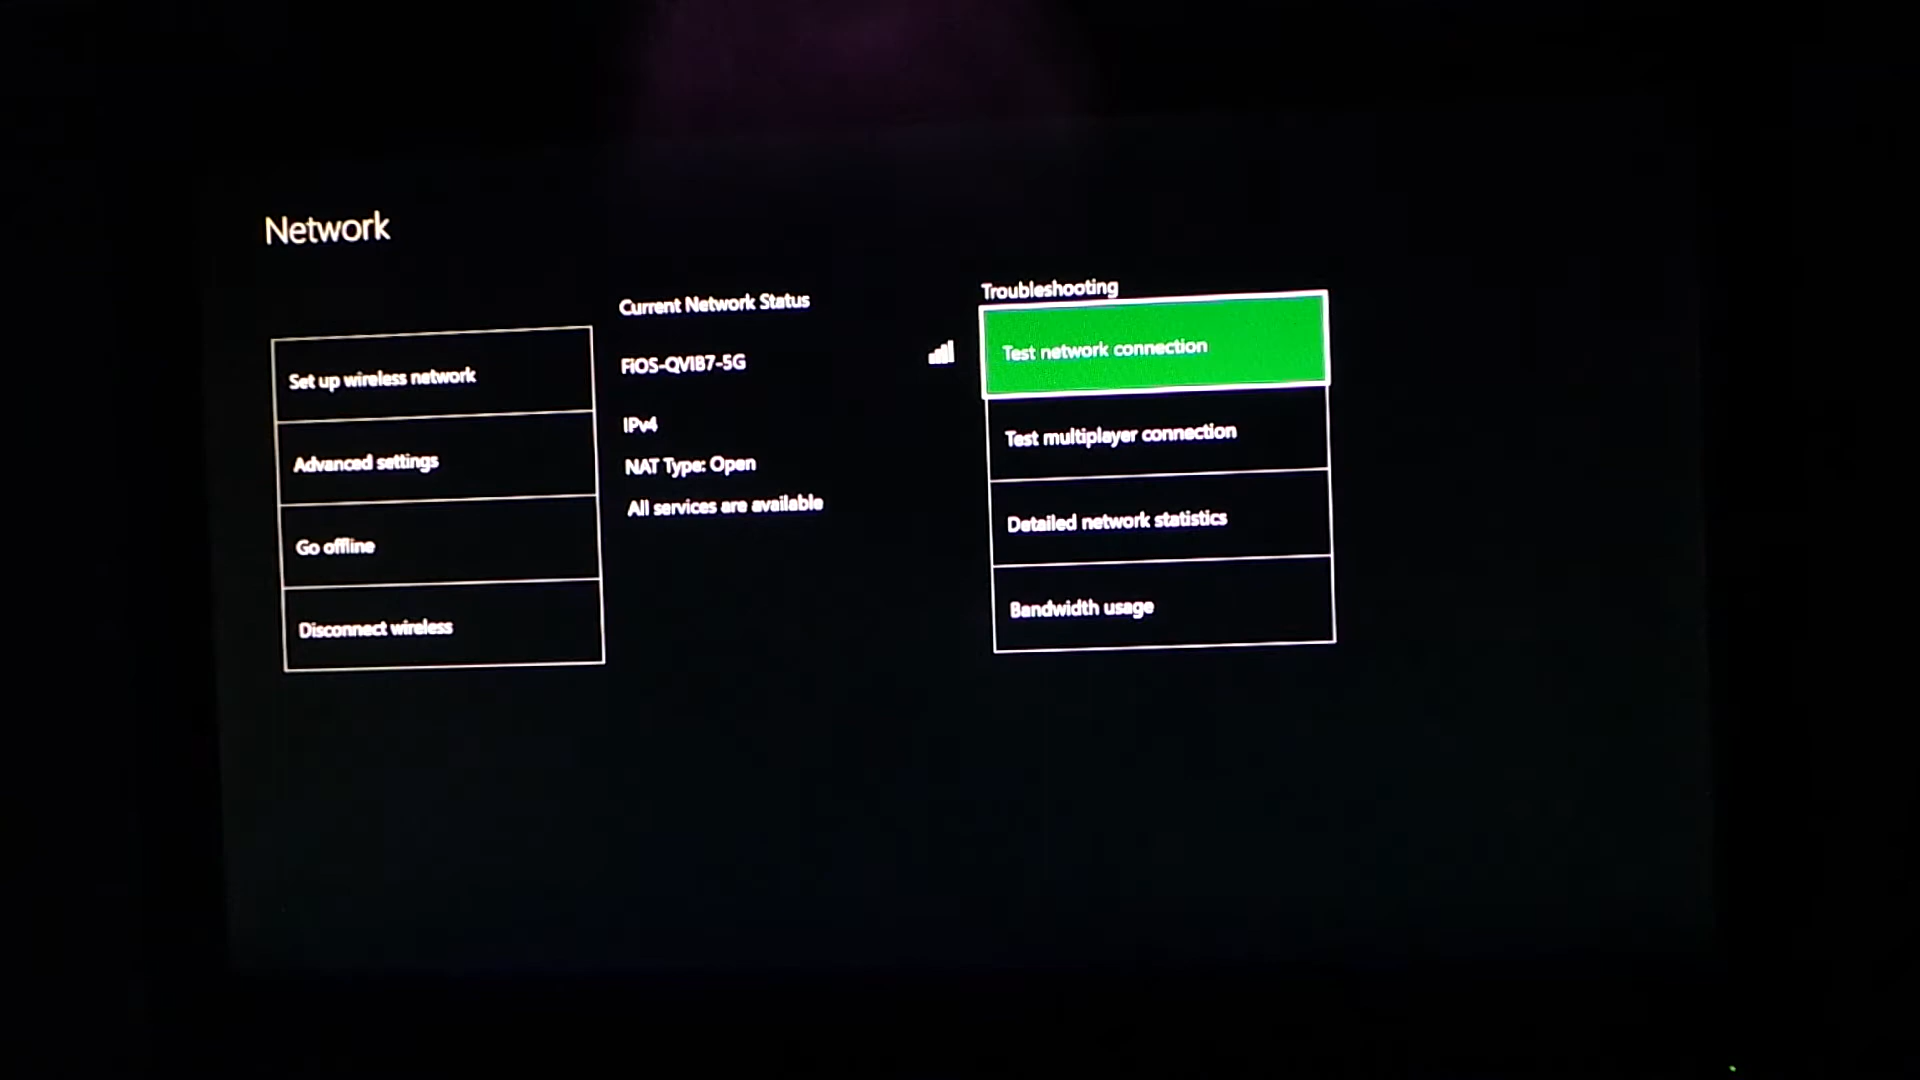 Network
Set up wireless network
Advanced settings
Go offline
Disconnect wireless
Current Network Status
FiOS-QVIB7-5G
IPv4
NAT Type: Open
All services are available
Troubleshooting
Test network connection
Test multiplayer connection
Detailed network statistics
Bandwidth usage